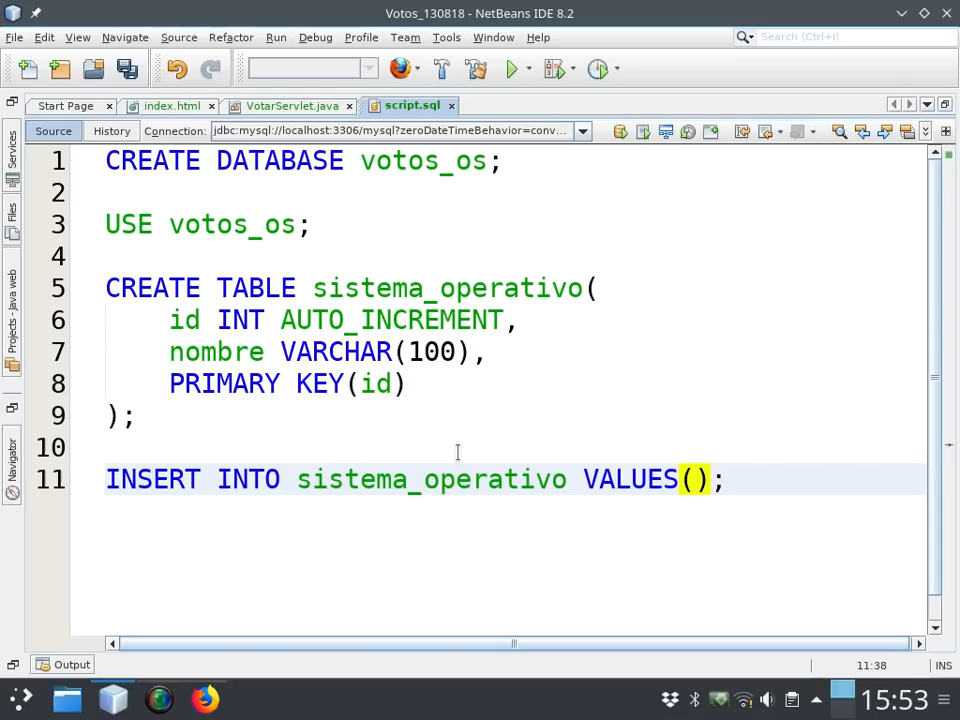 Votos_130818 - NetBeans IDE 8.2
File Edit View Navigate Source Refactor Run Debug Profile Team Tools Window Help
Search (Ctrl+I)
Start Page index.html VotarServlet.java script.sql
Source History Connection: jdbc:mysql://localhost:3306/mysql?zeroDateTimeBehavior=conv...
Services
Files
Projects - Java web
Navigator
1 CREATE DATABASE votos_os;
2
3 USE votos_os;
4
5 CREATE TABLE sistema_operativo(
6 id INT AUTO_INCREMENT,
7 nombre VARCHAR(100),
8 PRIMARY KEY(id)
9 );
10
11 INSERT INTO sistema_operativo VALUES();
Output
11:38 INS
15:53